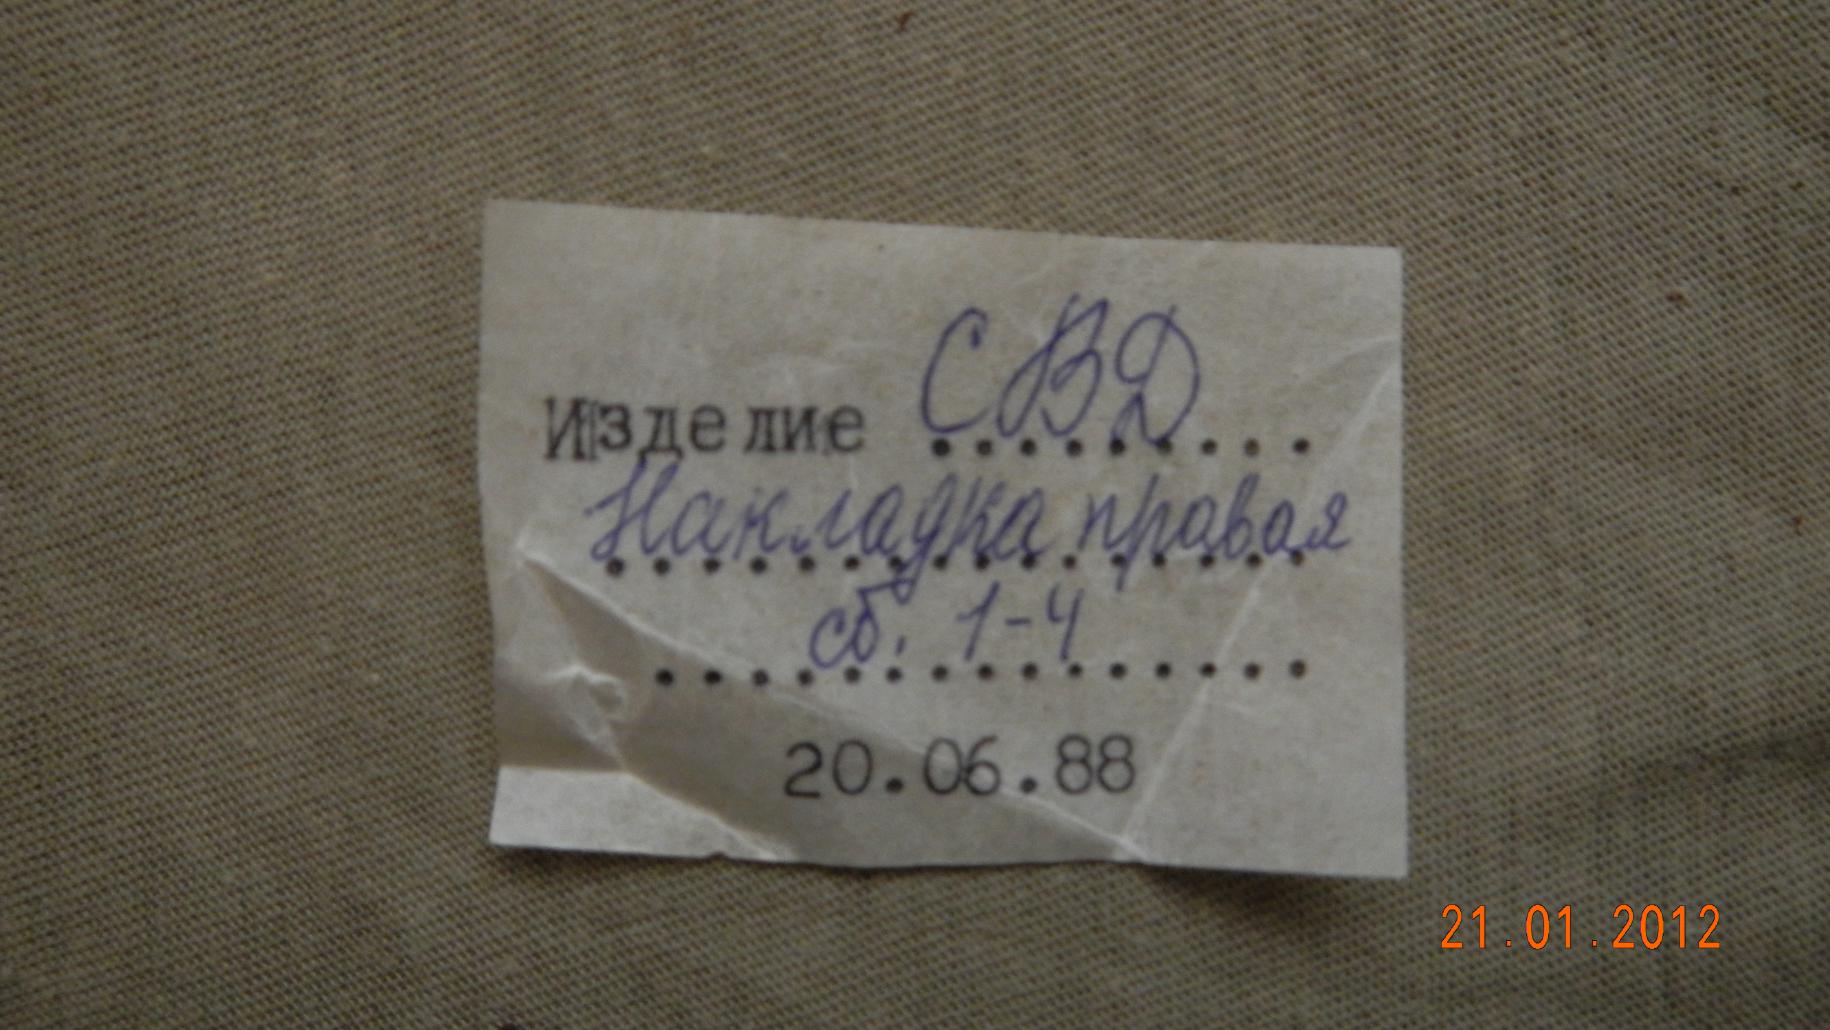 Изделие СВД.........
Накладка правая
сб. 1-4
20.06.88
21.01.2012